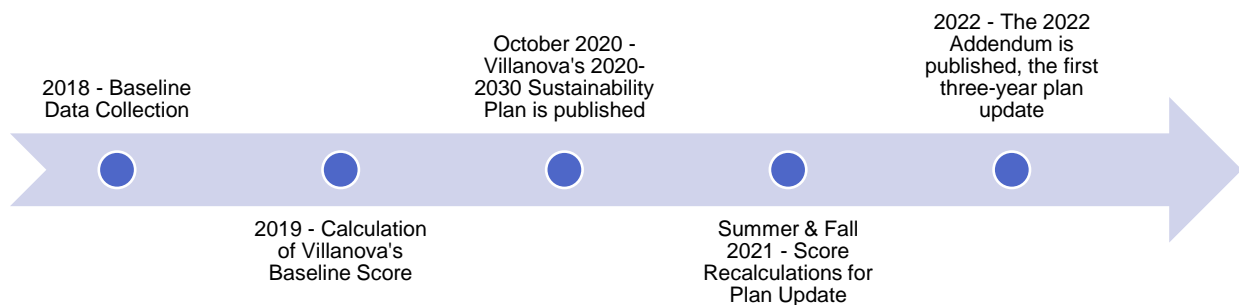 2018 - Baseline
Data Collection
2019 - Calculation
of Villanova's
Baseline Score
October 2020 -
Villanova's 2020-
2030 Sustainability
Plan is published
Summer & Fall
2021 - Score
Recalculations for
Plan Update
2022 - The 2022
Addendum is
published, the first
three-year plan
update